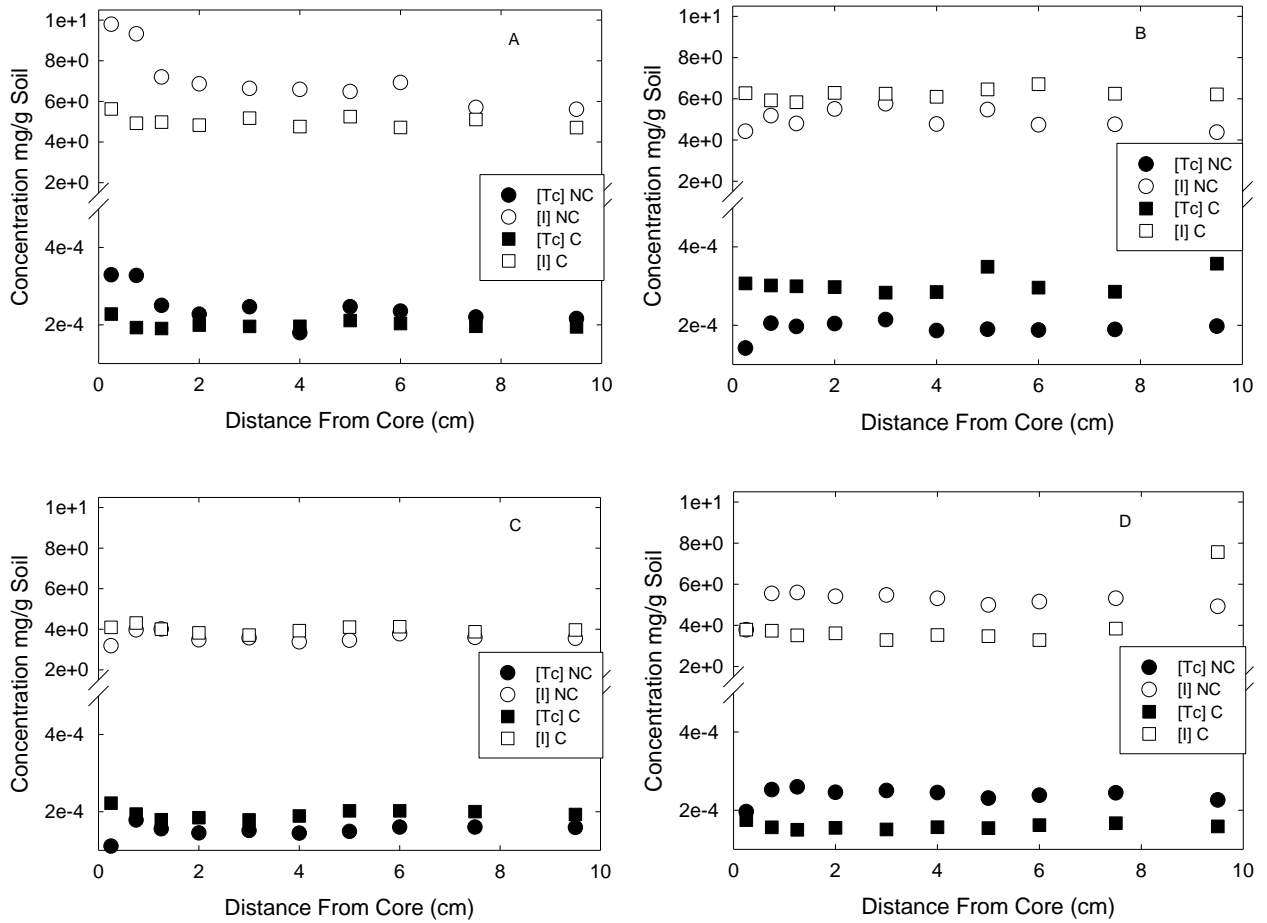 A
Concentration mg/g Soil
1e+1
8e+0
6e+0
4e+0
2e+0
4e-4
2e-4
[Tc] NC
[I] NC
[Tc] C
[I] C
0 2 4 6 8 10
Distance From Core (cm)
B
Concentration mg/g Soil
1e+1
8e+0
6e+0
4e+0
2e+0
4e-4
2e-4
[Tc] NC
[I] NC
[Tc] C
[I] C
0 2 4 6 8 10
Distance From Core (cm)
C
Concentration mg/g Soil
1e+1
8e+0
6e+0
4e+0
2e+0
4e-4
2e-4
[Tc] NC
[I] NC
[Tc] C
[I] C
0 2 4 6 8 10
Distance From Core (cm)
D
Concentration mg/g Soil
1e+1
8e+0
6e+0
4e+0
2e+0
4e-4
2e-4
[Tc] NC
[I] NC
[Tc] C
[I] C
0 2 4 6 8 10
Distance From Core (cm)